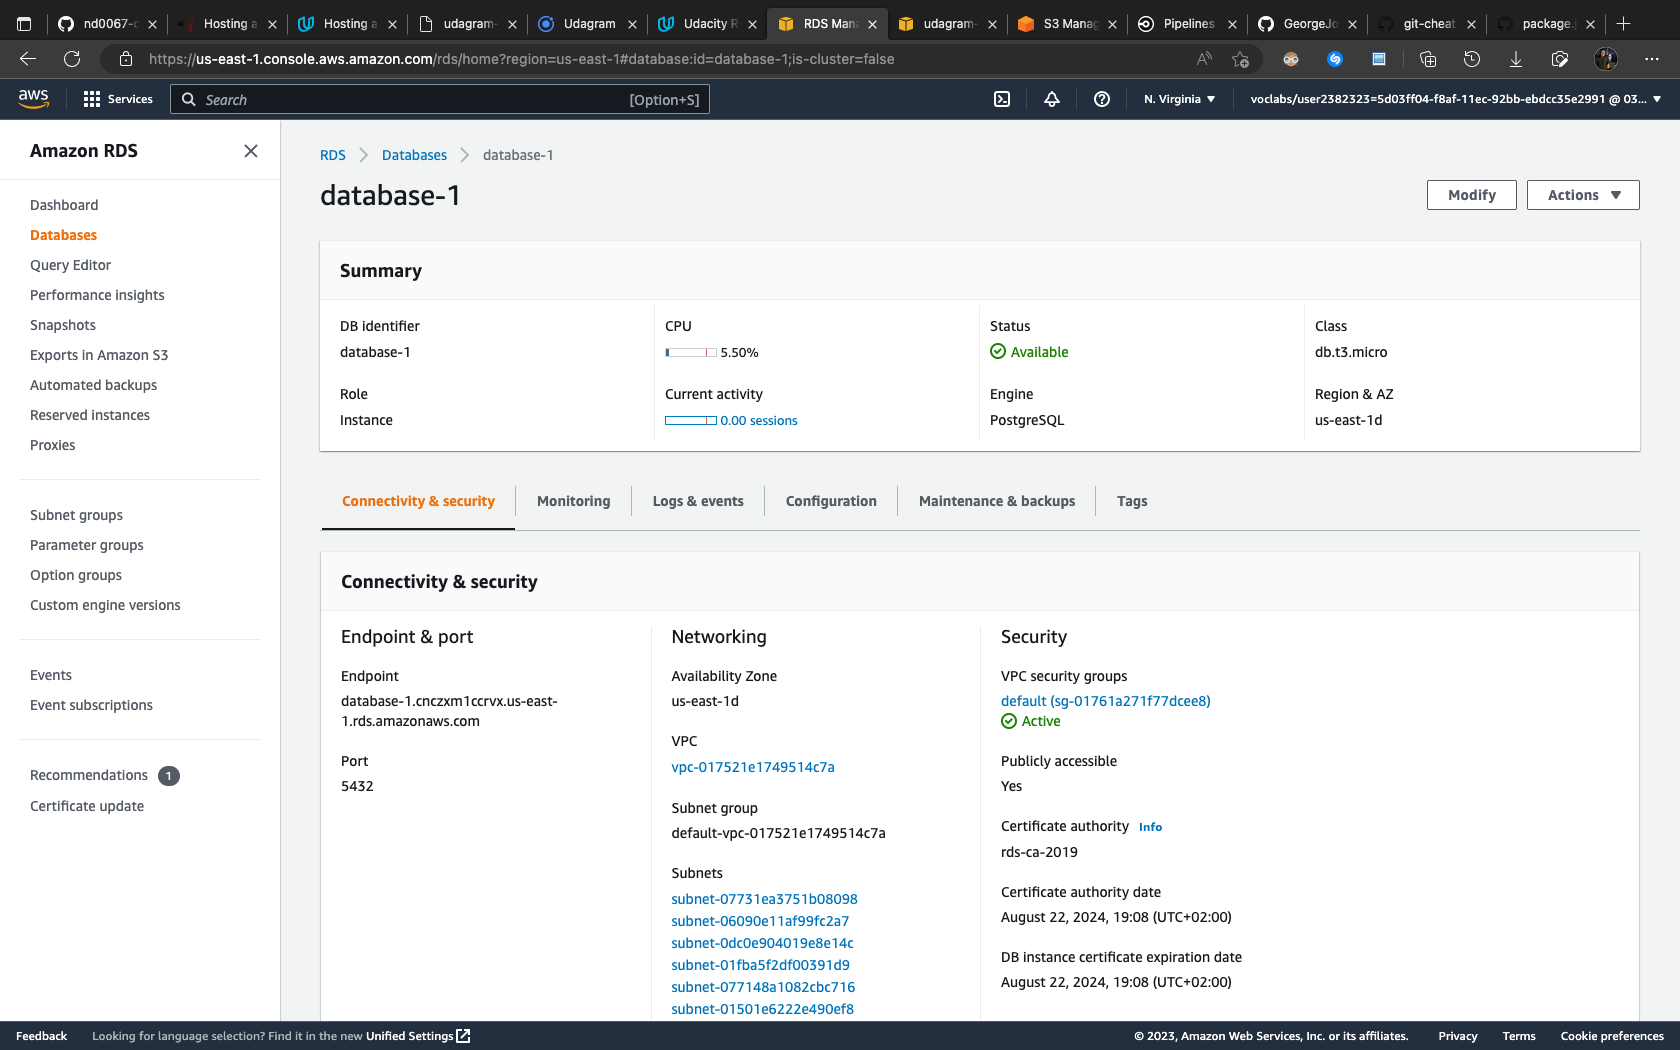 nd0067-c
Hosting a
Hosting a
udagram-
Udagram
Udacity R
RDS Man
udagram-
S3 Manag
Pipelines
GeorgeJo
git-cheat
package.j
https://us-east-1.console.aws.amazon.com/rds/home?region=us-east-1#database:id=database-1;is-cluster=false
aws
Services
Search
[Option+S]
N. Virginia
voclabs/user2382323=5d03ff04-f8af-11ec-92bb-ebdcc35e2991 @ 03...
Amazon RDS
Dashboard
Databases
Query Editor
Performance insights
Snapshots
Exports in Amazon S3
Automated backups
Reserved instances
Proxies
Subnet groups
Parameter groups
Option groups
Custom engine versions
Events
Event subscriptions
Recommendations 1
Certificate update
RDS > Databases > database-1
database-1
Modify
Actions
Summary
DB identifier
database-1
CPU
5.50%
Status
Available
Class
db.t3.micro
Role
Instance
Current activity
0.00 sessions
Engine
PostgreSQL
Region & AZ
us-east-1d
Connectivity & security
Monitoring
Logs & events
Configuration
Maintenance & backups
Tags
Connectivity & security
Endpoint & port
Endpoint
database-1.cnczxm1ccrvx.us-east-
1.rds.amazonaws.com
Port
5432
Networking
Availability Zone
us-east-1d
VPC
vpc-017521e1749514c7a
Subnet group
default-vpc-017521e1749514c7a
Subnets
subnet-07731ea3751b08098
subnet-06090e11af99fc2a7
subnet-0dc0e904019e8e14c
subnet-01fba5f2df00391d9
subnet-077148a1082cbc716
subnet-01501e6222e490ef8
Security
VPC security groups
default (sg-01761a271f77dcee8)
Active
Publicly accessible
Yes
Certificate authority Info
rds-ca-2019
Certificate authority date
August 22, 2024, 19:08 (UTC+02:00)
DB instance certificate expiration date
August 22, 2024, 19:08 (UTC+02:00)
Feedback
Looking for language selection? Find it in the new Unified Settings
© 2023, Amazon Web Services, Inc. or its affiliates.
Privacy
Terms
Cookie preferences